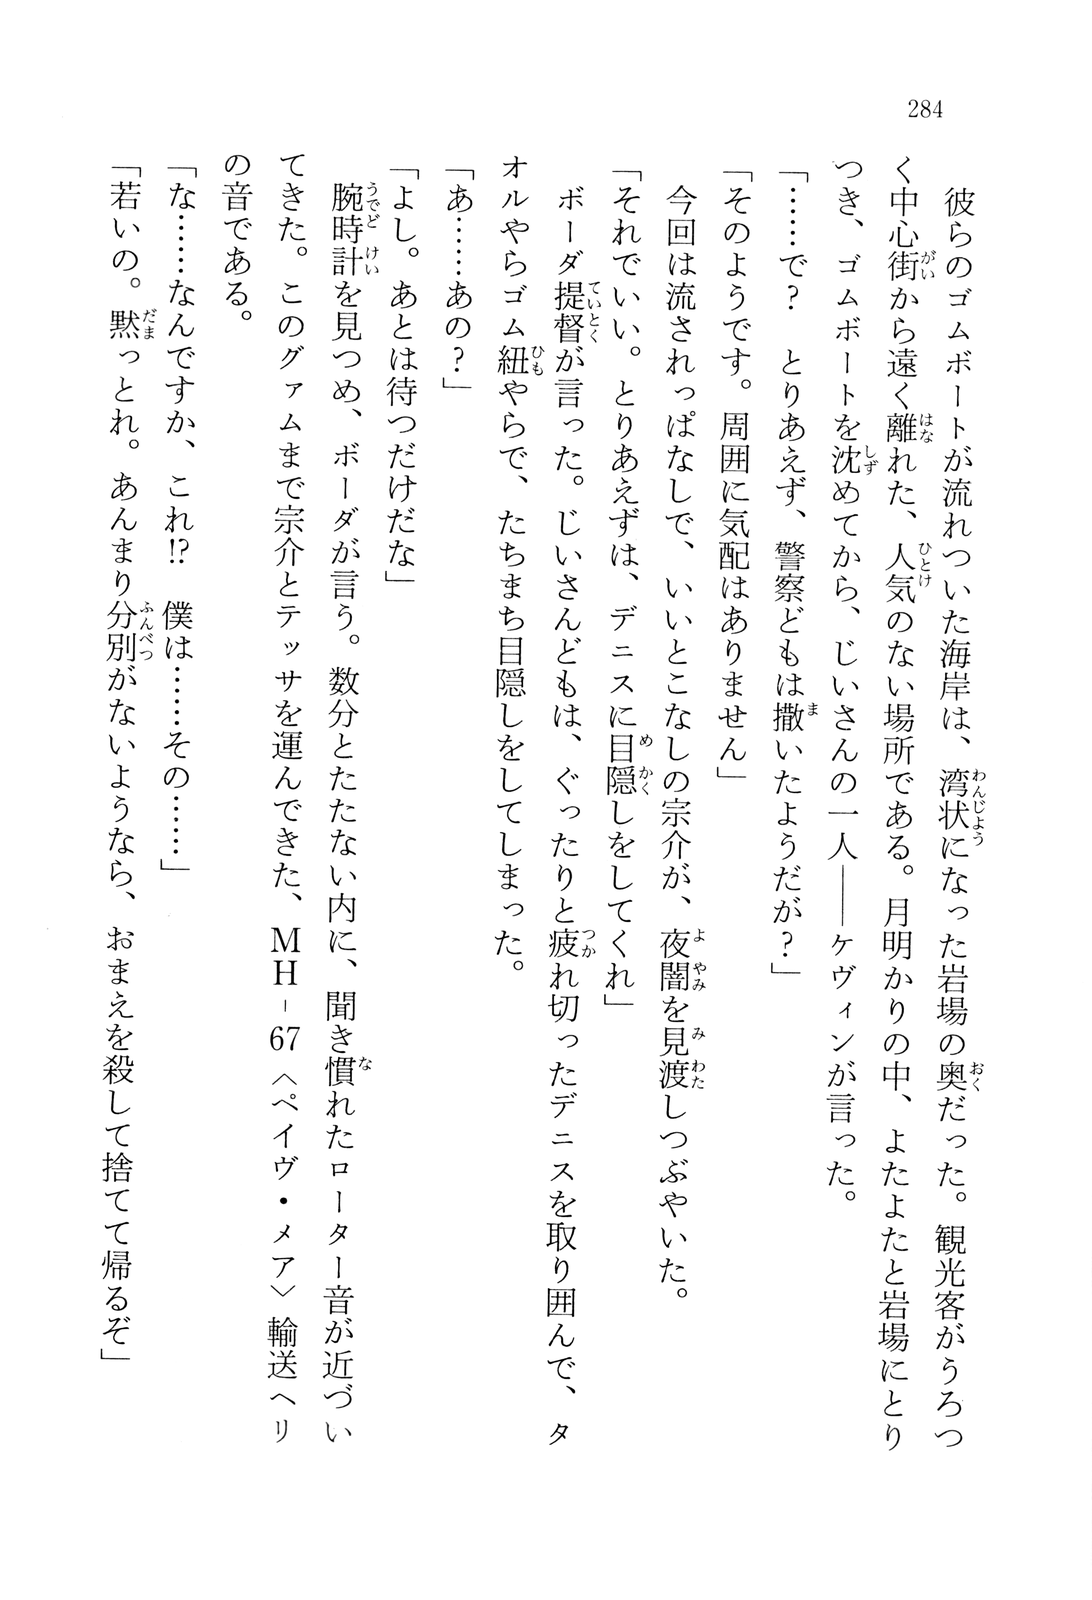 284
彼らのゴムボートが流れついた海岸は、湾状になった岩場の奥だった。観光客がうろつ
く中心街から遠く離れた、人気のない場所である。月明かりの中、よたよたと岩場にとり
つき、ゴムボートを沈めてから、じいさんの一人――ケヴィンが言った。
「……で？　とりあえず、警察どもは撒いたようだが？」
「そのようです。周囲に気配はありません」
今回は流されっぱなしで、いいとこなしの宗介が、夜闇を見渡しつぶやいた。
「それでいい。とりあえずは、デニスに目隠しをしてくれ」
ボーダ提督が言った。じいさんどもは、ぐったりと疲れ切ったデニスを取り囲んで、タ
オルやらゴム紐やらで、たちまち目隠しをしてしまった。
「あ……あの？」
「よし。あとは待つだけだな」
腕時計を見つめ、ボーダが言う。数分とたたない内に、聞き慣れたローター音が近づい
てきた。このグァムまで宗介とテッサを運んできた、ＭＨ－67〈ペイヴ・メア〉輸送ヘリ
の音である。
「な……なんですか、これ!?　僕は……その……」
「若いの。黙っとれ。あんまり分別がないようなら、おまえを殺して捨てて帰るぞ」